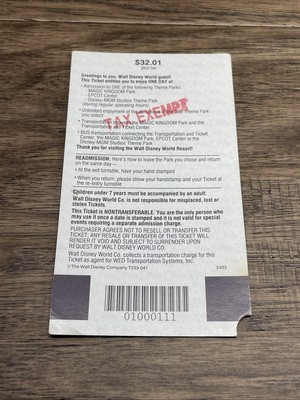 $32.01
plus tax
Greetings to you, Walt Disney World guest!
This Ticket entitles you to enjoy ONE DAY of:
• Admission to ONE of the following Theme Parks:
- MAGIC KINGDOM Park
- EPCOT Center
- Disney-MGM Studios Theme Park
(during regular operating hours)
• Unlimited enjoyment of the Theme Park
you select
TAX EXEMPT
• Transportation MAGIC KINGDOM Park and the
Transportation and Ticket Center.
• BUS transportation connecting the Transportation and Ticket
Center, the MAGIC KINGDOM Park, EPCOT Center or the
Disney-MGM Studios Theme Park.
Thank you for visiting the Walt Disney World Resort!
READMISSION: Here's how to leave the Park you chose and return
on the same day—
• At the exit turnstile, have your hand stamped
• When you return, please show your handstamp and your Ticket at
the re-entry turnstile
Children under 7 years must be accompanied by an adult.
Walt Disney World Co. is not responsible for misplaced, lost or
stolen Tickets.
This Ticket is NONTRANSFERABLE. You are the only person who
may use it once a date is stamped and it is not valid for special
events requiring a separate admission charge.
PURCHASER AGREES NOT TO RESELL OR TRANSFER THIS
TICKET; ANY RESALE OR TRANSFER OF THIS TICKET WILL
RENDER IT VOID AND SUBJECT TO SURRENDER UPON
REQUEST BY WALT DISNEY WORLD CO.
Walt Disney World Co. collects a transportation charge for this
Ticket as agent for WED Transportation Systems, Inc.
©The Walt Disney Company T233-041 2433
01000111